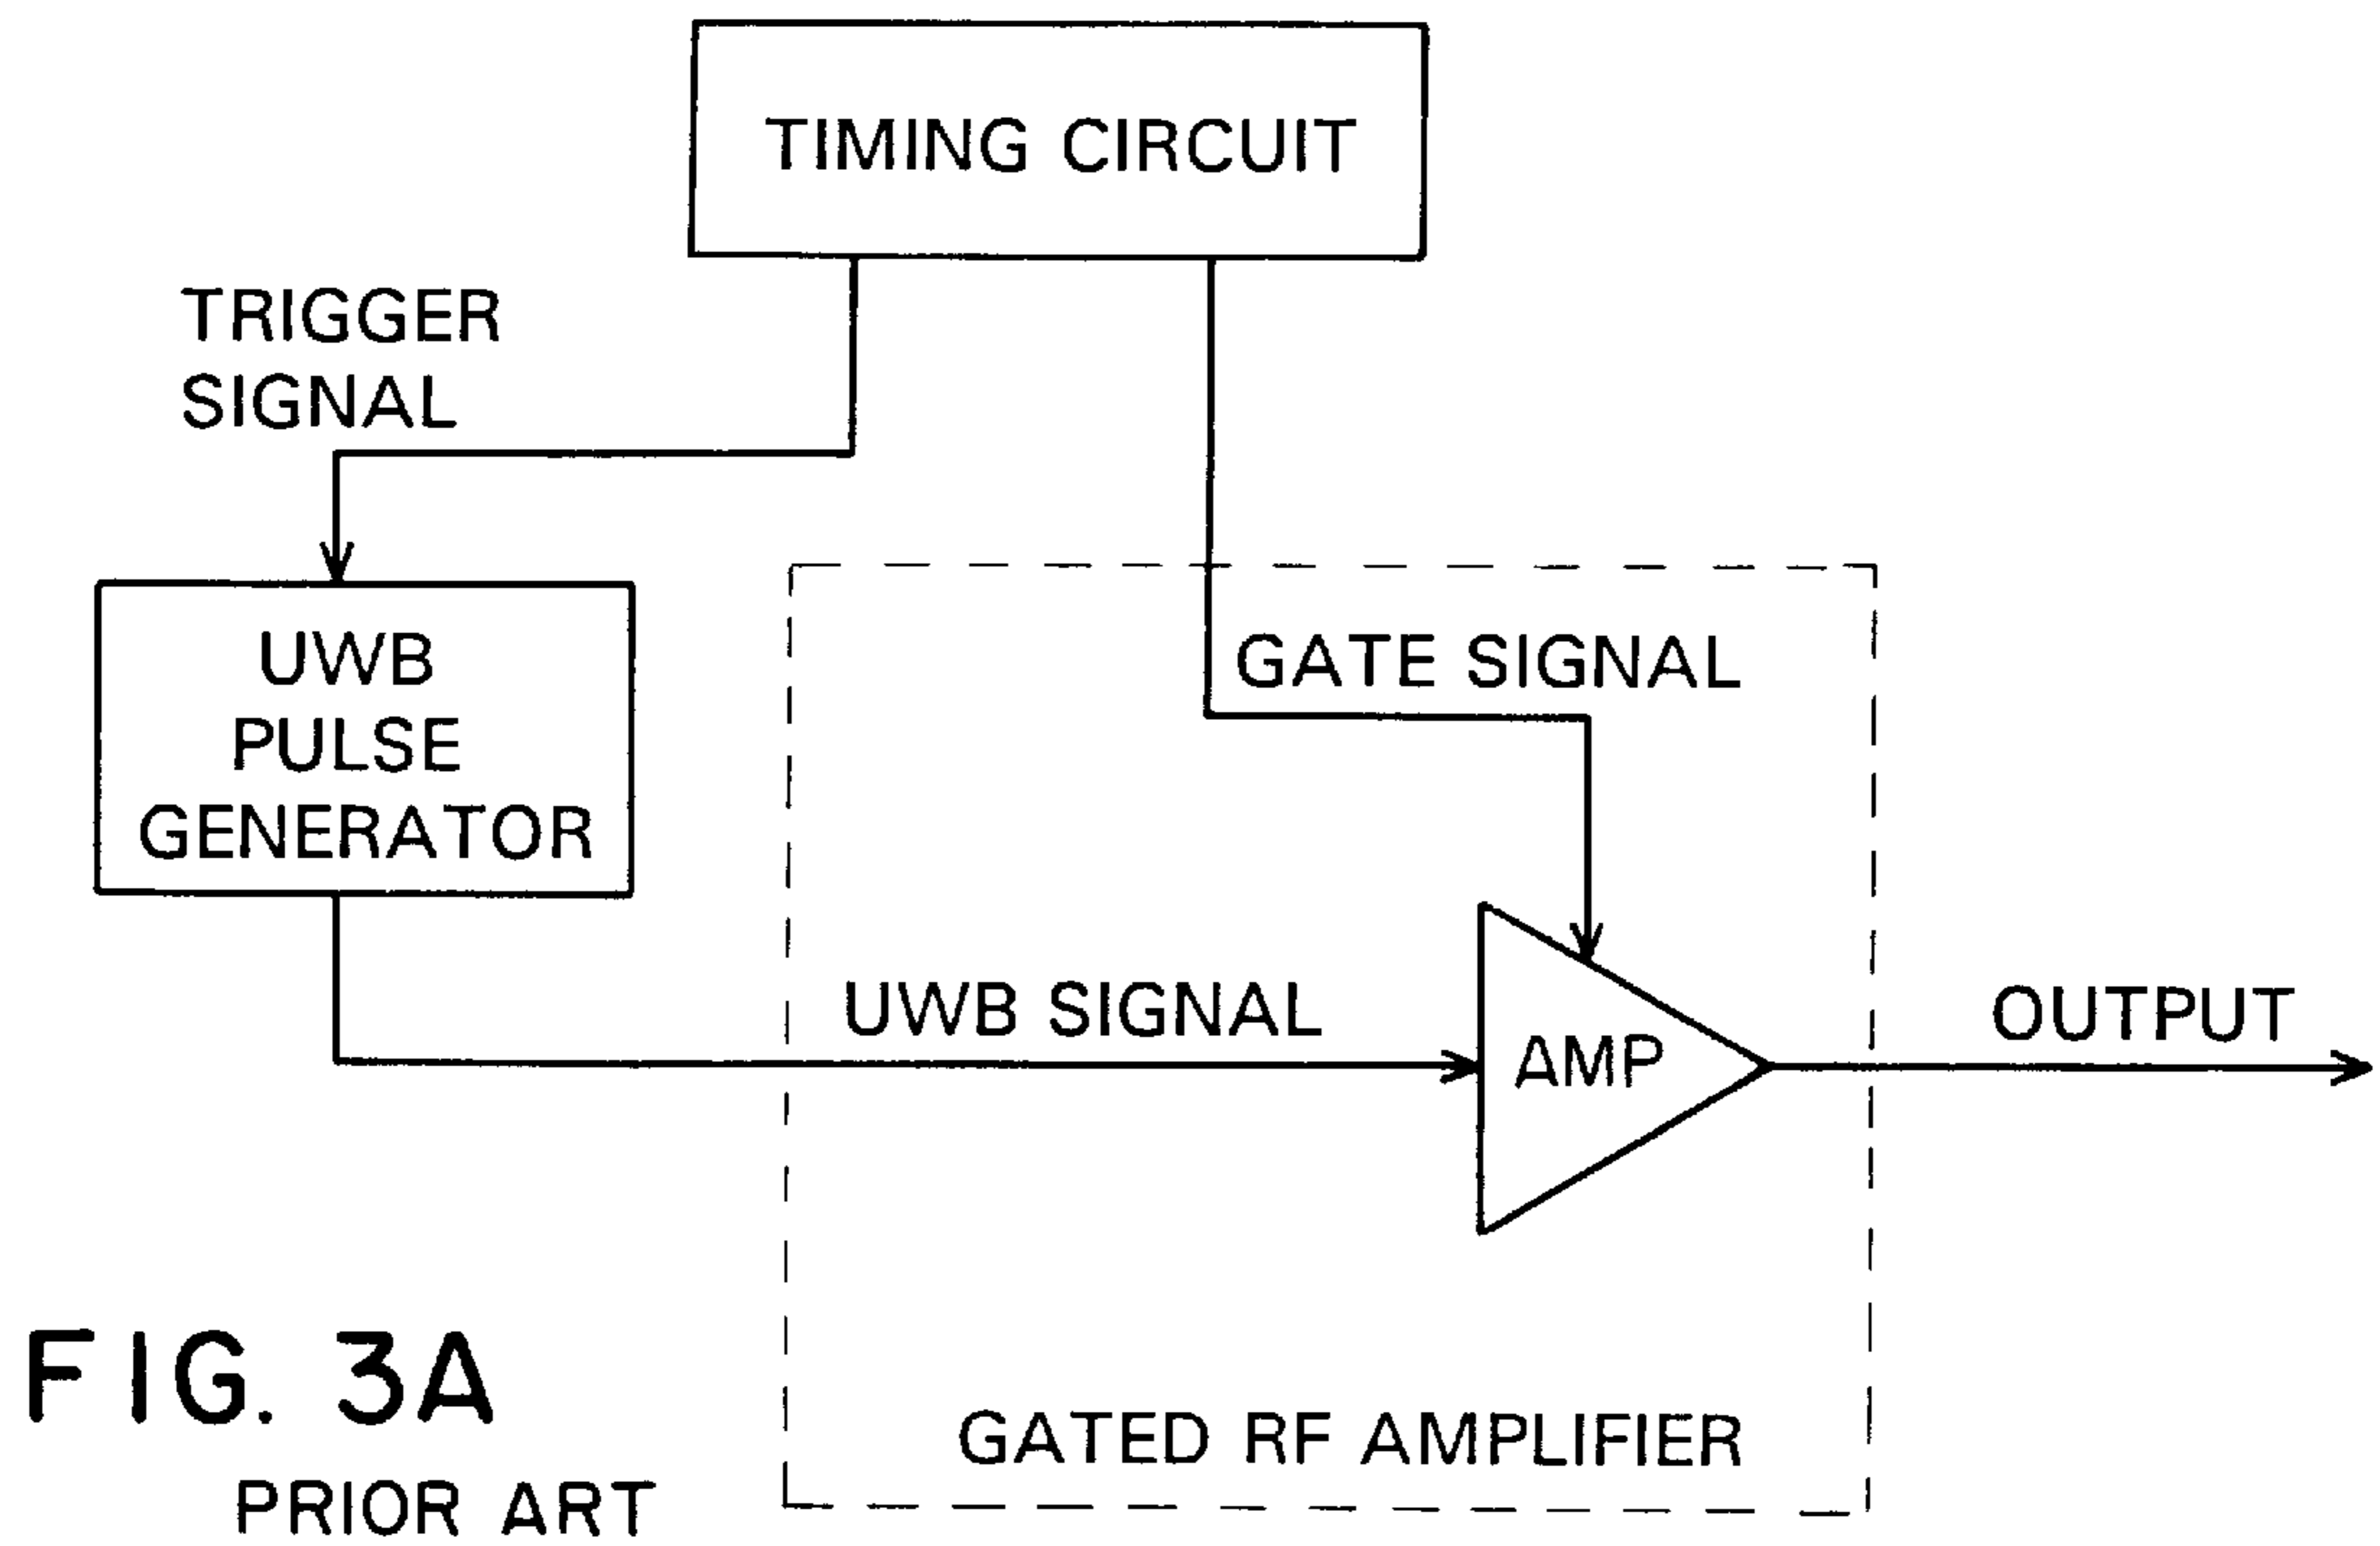 TIMING CIRCUIT
TRIGGER
SIGNAL
UWB
PULSE
GENERATOR
GATE SIGNAL
UWB SIGNAL
AMP
OUTPUT
GATED RF AMPLIFIER
FIG. 3A
PRIOR ART